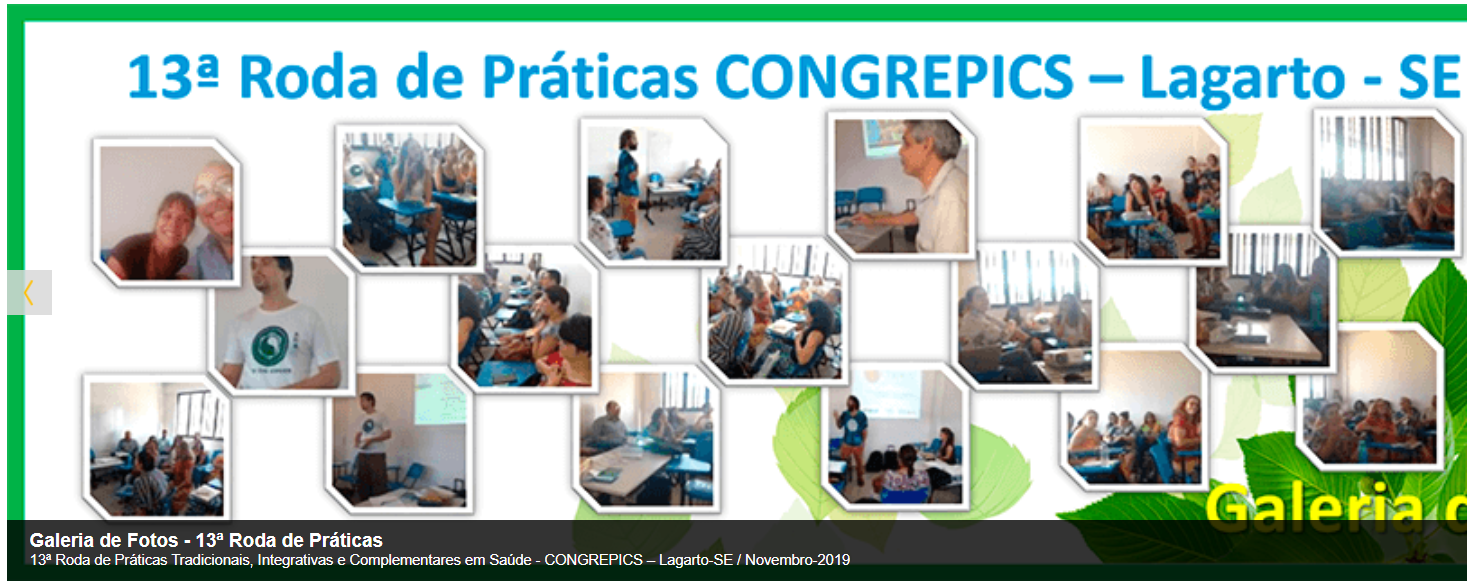 13ª Roda de Práticas CONGREPICS – Lagarto - SE
Galeria d
Galeria de Fotos - 13ª Roda de Práticas
13ª Roda de Práticas Tradicionais, Integrativas e Complementares em Saúde - CONGREPICS – Lagarto-SE / Novembro-2019